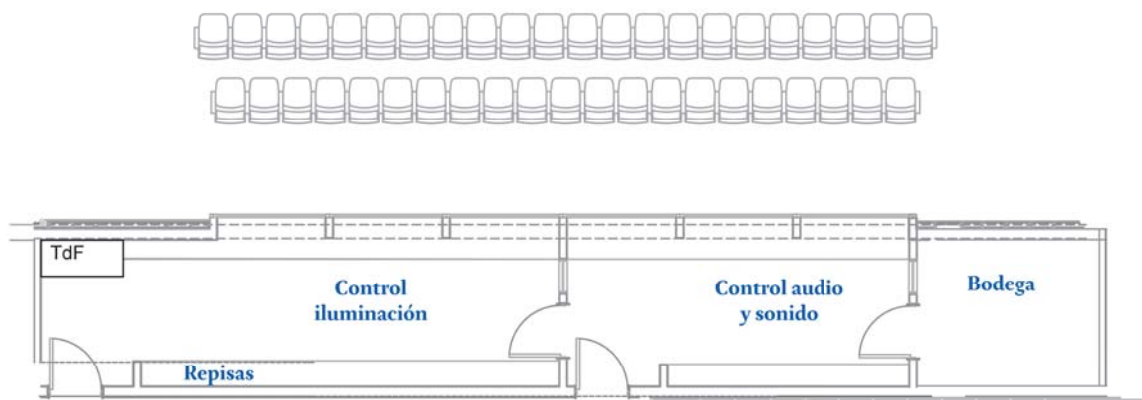 TdF
Control
iluminación
Control audio
y sonido
Bodega
Repisas